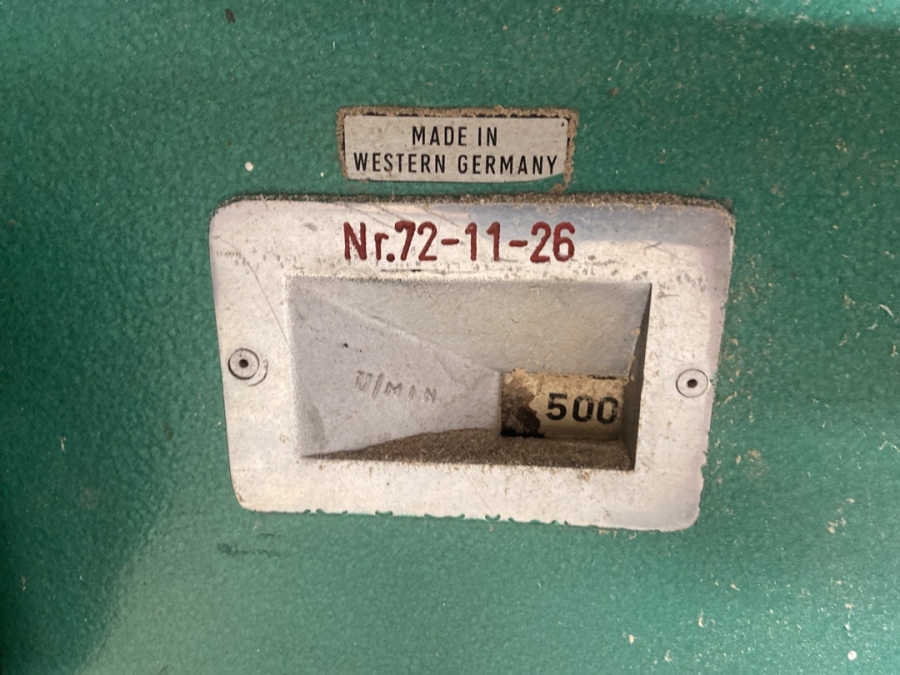 MADE IN
WESTERN GERMANY
Nr.72-11-26
U/MIN
500